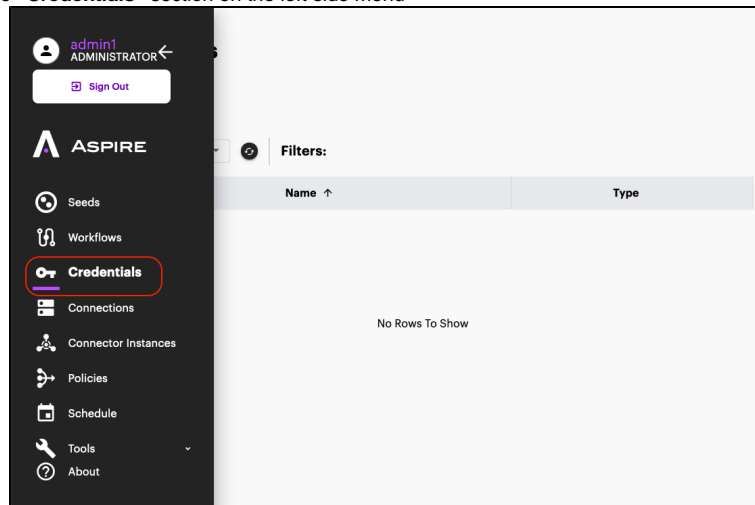 "Credentials" section on the left side menu
admin1
ADMINISTRATOR
s
Sign Out
ASPIRE
Filters:
Name
Type
Seeds
Workflows
Credentials
Connections
No Rows To Show
Connector Instances
Policies
Schedule
Tools
About